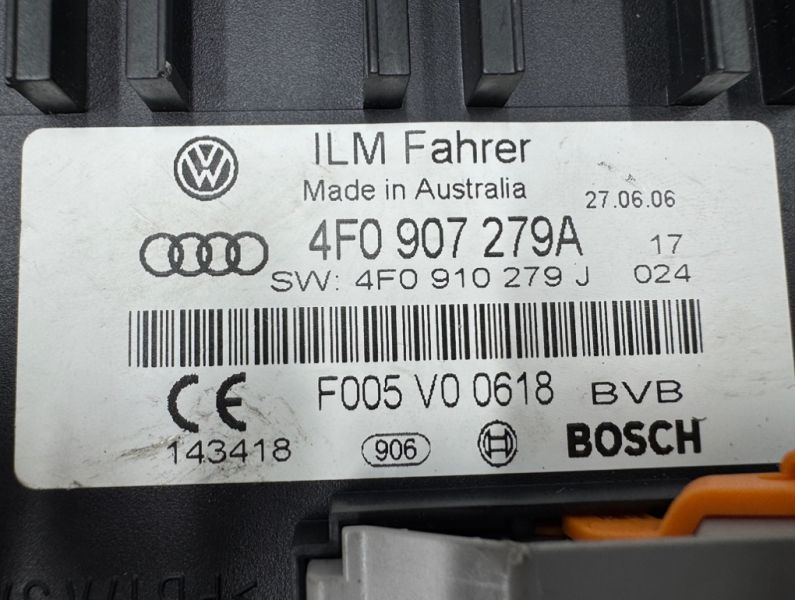 ILM Fahrer
Made in Australia
27.06.06
4F0 907 279A
17
SW: 4F0 910 279 J
024
F005 V0 0618
BVB
143418
906
BOSCH